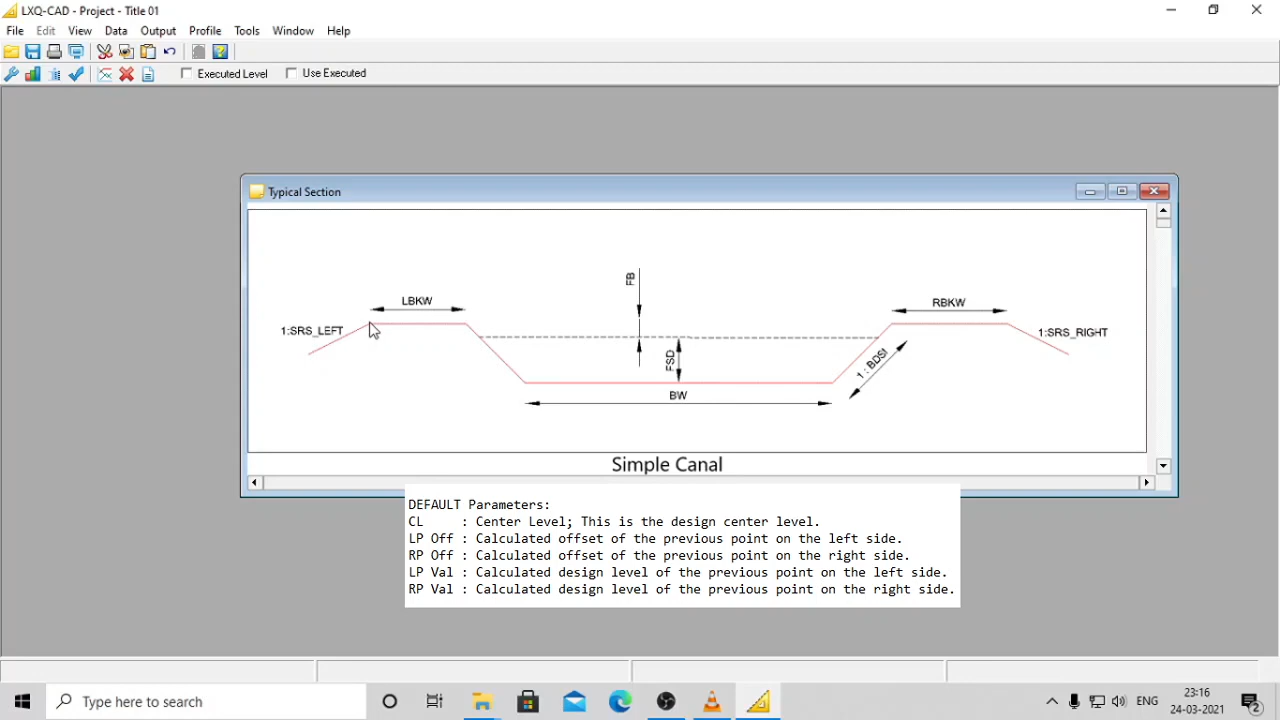 LXQ-CAD - Project - Title 01
File Edit View Data Output Profile Tools Window Help
Executed Level Use Executed
Typical Section
FB
LBKW
RBKW
1:SRS_LEFT
1:SRS_RIGHT
FSD
1 : BDSI
BW
Simple Canal
DEFAULT Parameters:
CL : Center Level; This is the design center level.
LP Off : Calculated offset of the previous point on the left side.
RP Off : Calculated offset of the previous point on the right side.
LP Val : Calculated design level of the previous point on the left side.
RP Val : Calculated design level of the previous point on the right side.
Type here to search
ENG
23:16
24-03-2021
2